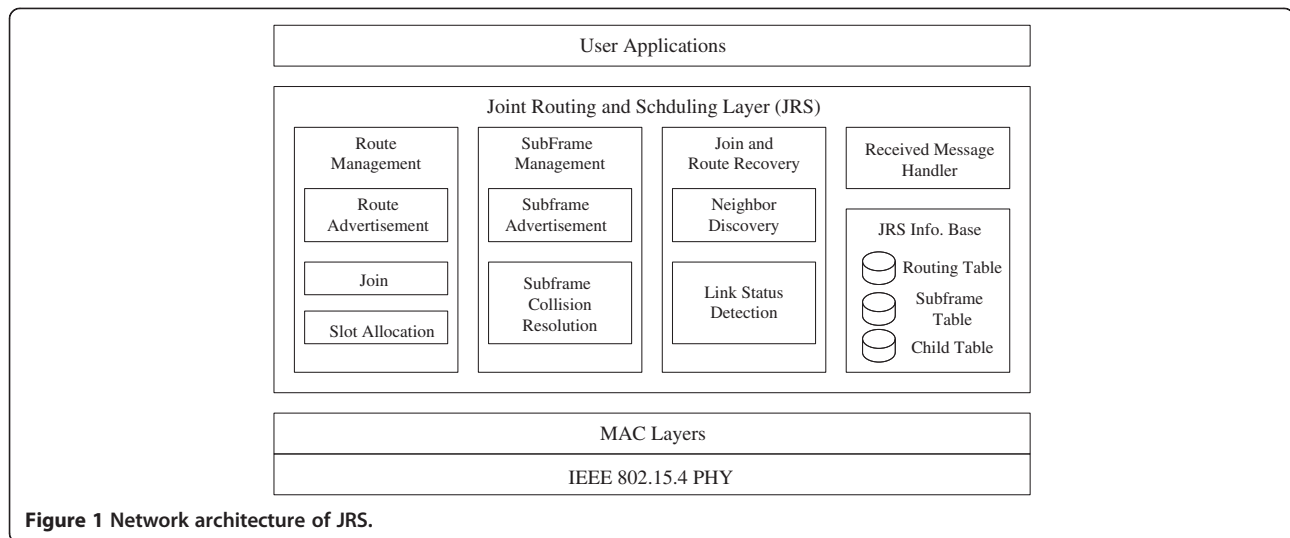 User Applications
Joint Routing and Schduling Layer (JRS)
Route
Management
Route
Advertisement
Join
Slot Allocation
SubFrame
Management
Subframe
Advertisement
Subframe
Collision
Resolution
Join and
Route Recovery
Neighbor
Discovery
Link Status
Detection
Received Message
Handler
JRS Info. Base
Routing Table
Subframe
Table
Child Table
MAC Layers
IEEE 802.15.4 PHY
Figure 1 Network architecture of JRS.